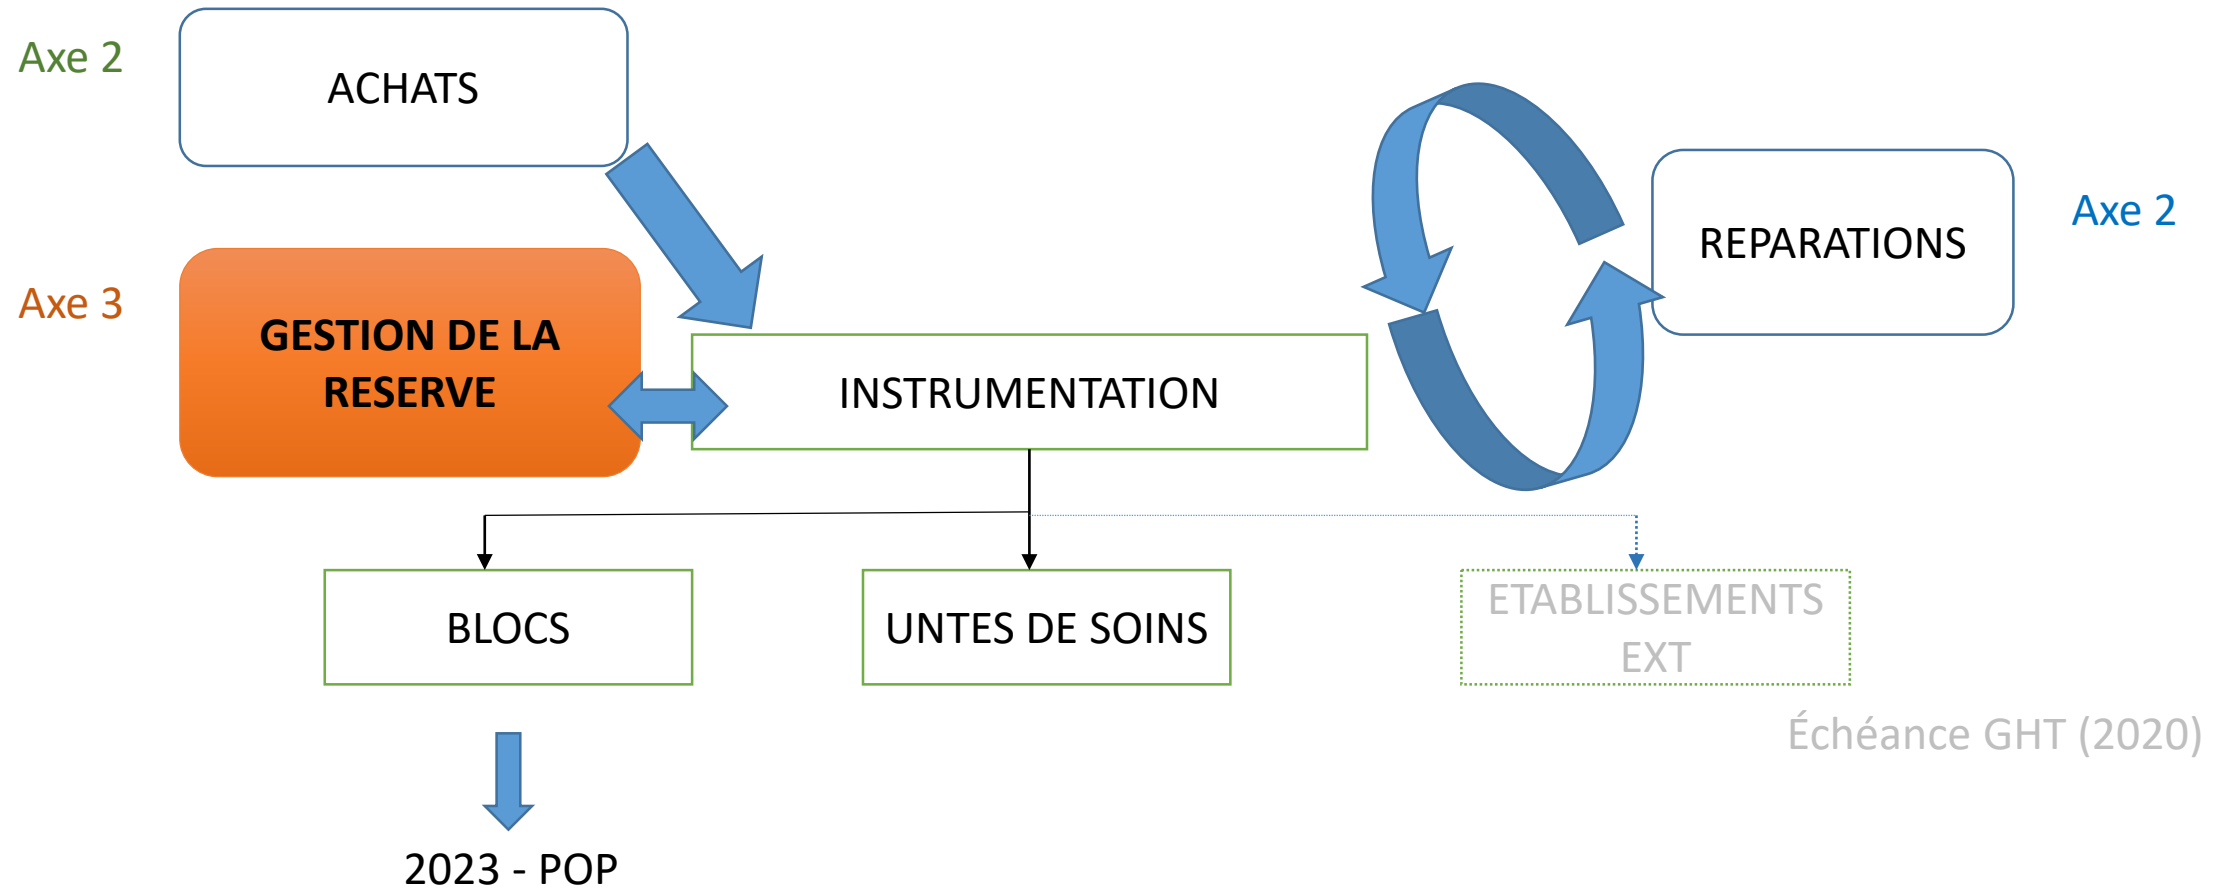 Axe 2
ACHATS
REPARATIONS
Axe 2
Axe 3
GESTION DE LA
RESERVE
INSTRUMENTATION
BLOCS
UNTES DE SOINS
ETABLISSEMENTS
EXT
Échéance GHT (2020)
2023 - POP